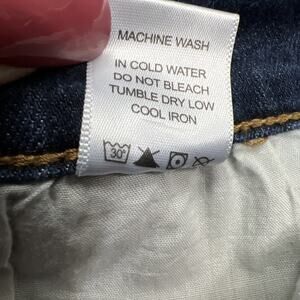 MACHINE WASH
IN COLD WATER
DO NOT BLEACH
TUMBLE DRY LOW
COOL IRON
30°